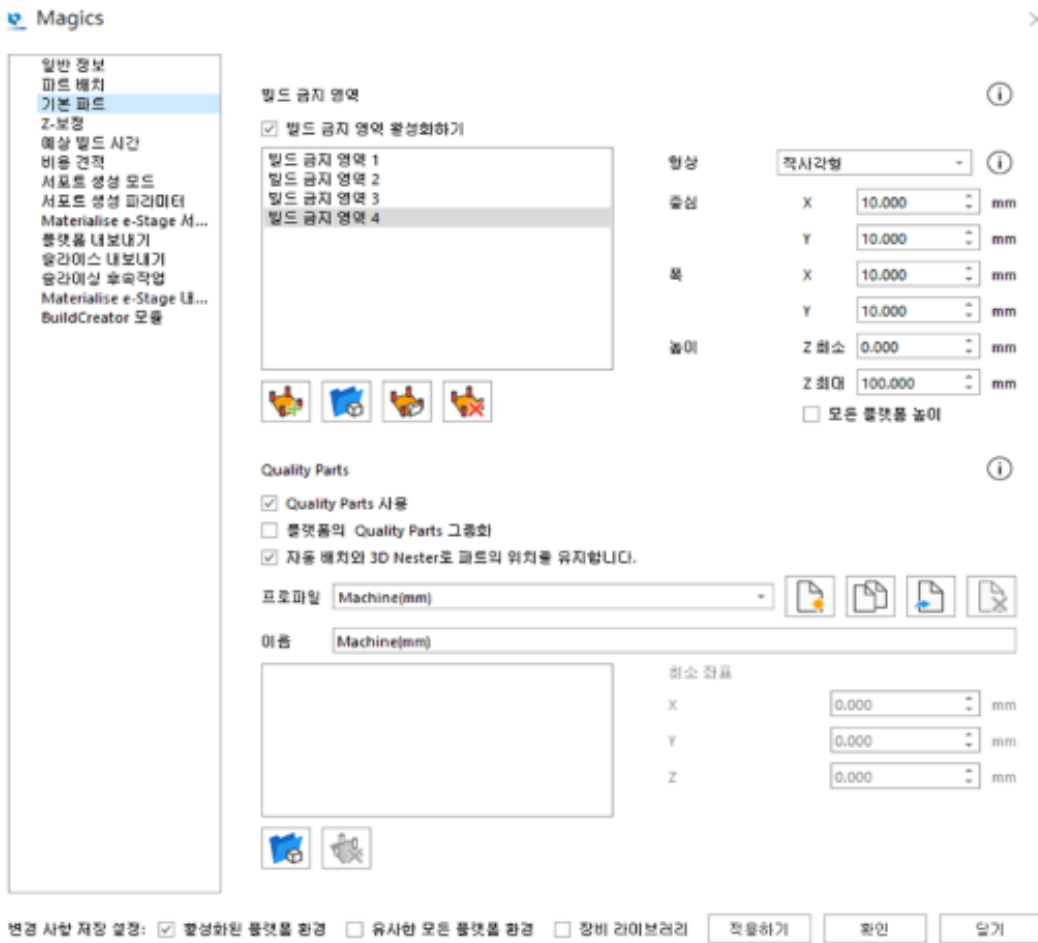 Magics
일반 정보
파트 배치
기본 파트
Z-보정
예상 빌드 시간
비용 견적
서포트 생성 모드
서포트 생성 파라미터
Materialise e-Stage 서...
플랫폼 내보내기
슬라이스 내보내기
슬라이싱 후속작업
Materialise e-Stage 내...
BuildCreator 모듈
빌드 금지 영역
빌드 금지 영역 활성화하기
빌드 금지 영역 1
빌드 금지 영역 2
빌드 금지 영역 3
빌드 금지 영역 4
형상 직사각형
중심 X 10.000 mm
Y 10.000 mm
폭 X 10.000 mm
Y 10.000 mm
높이 Z 최소 0.000 mm
Z 최대 100.000 mm
모든 플랫폼 높이
Quality Parts
Quality Parts 사용
플랫폼의 Quality Parts 그룹화
자동 배치와 3D Nester로 파트의 위치를 유지합니다.
프로파일 Machine(mm)
이름 Machine(mm)
최소 좌표
X 0.000 mm
Y 0.000 mm
Z 0.000 mm
변경 사항 저장 설정: 활성화된 플랫폼 환경 유사한 모든 플랫폼 환경 장비 라이브러리 적용하기 확인 닫기